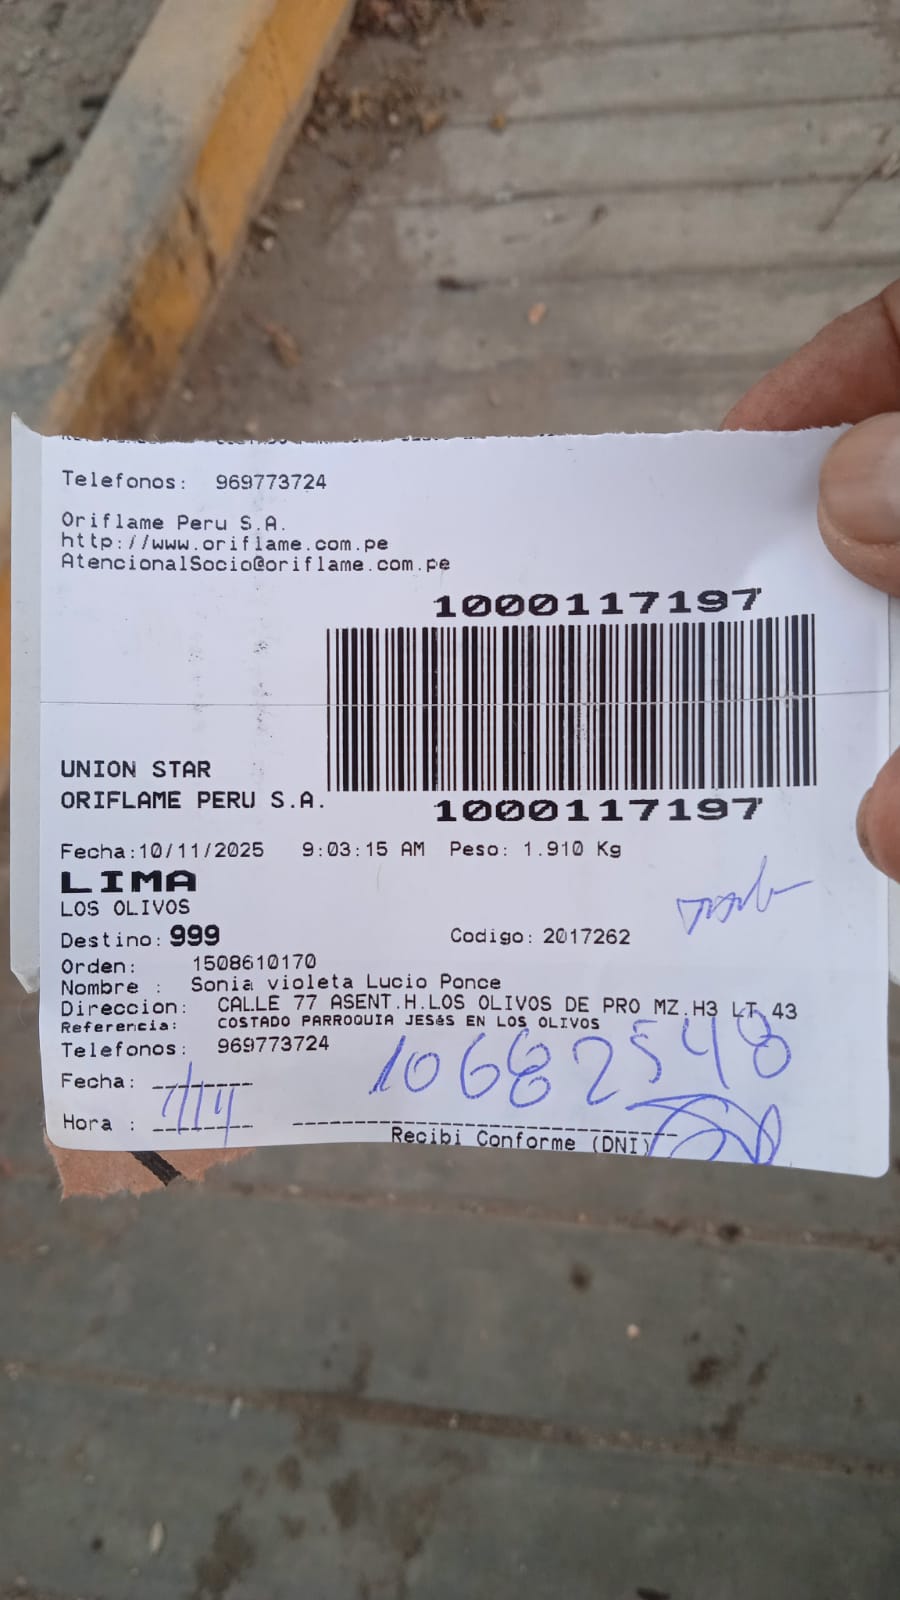 Telefonos: 969773724
Oriflame Peru S.A.
http://www.oriflame.com.pe
AtencionalSocio@oriflame.com.pe
1000117197
UNION STAR
ORIFLAME PERU S.A.
1000117197
Fecha:10/11/2025 9:03:15 AM Peso: 1.910 Kg
LIMA
LOS OLIVOS
Destino: 999 Codigo: 2017262
Orden: 1508610170
Nombre : Sonia violeta Lucio Ponce
Direccion: CALLE 77 ASENT.H.LOS OLIVOS DE PRO MZ.H3 LT 43
Referencia: COSTADO PARROQUIA JESéS EN LOS OLIVOS
Telefonos: 969773724
10682548
Fecha:
Hora :
Recibi Conforme (DNI)